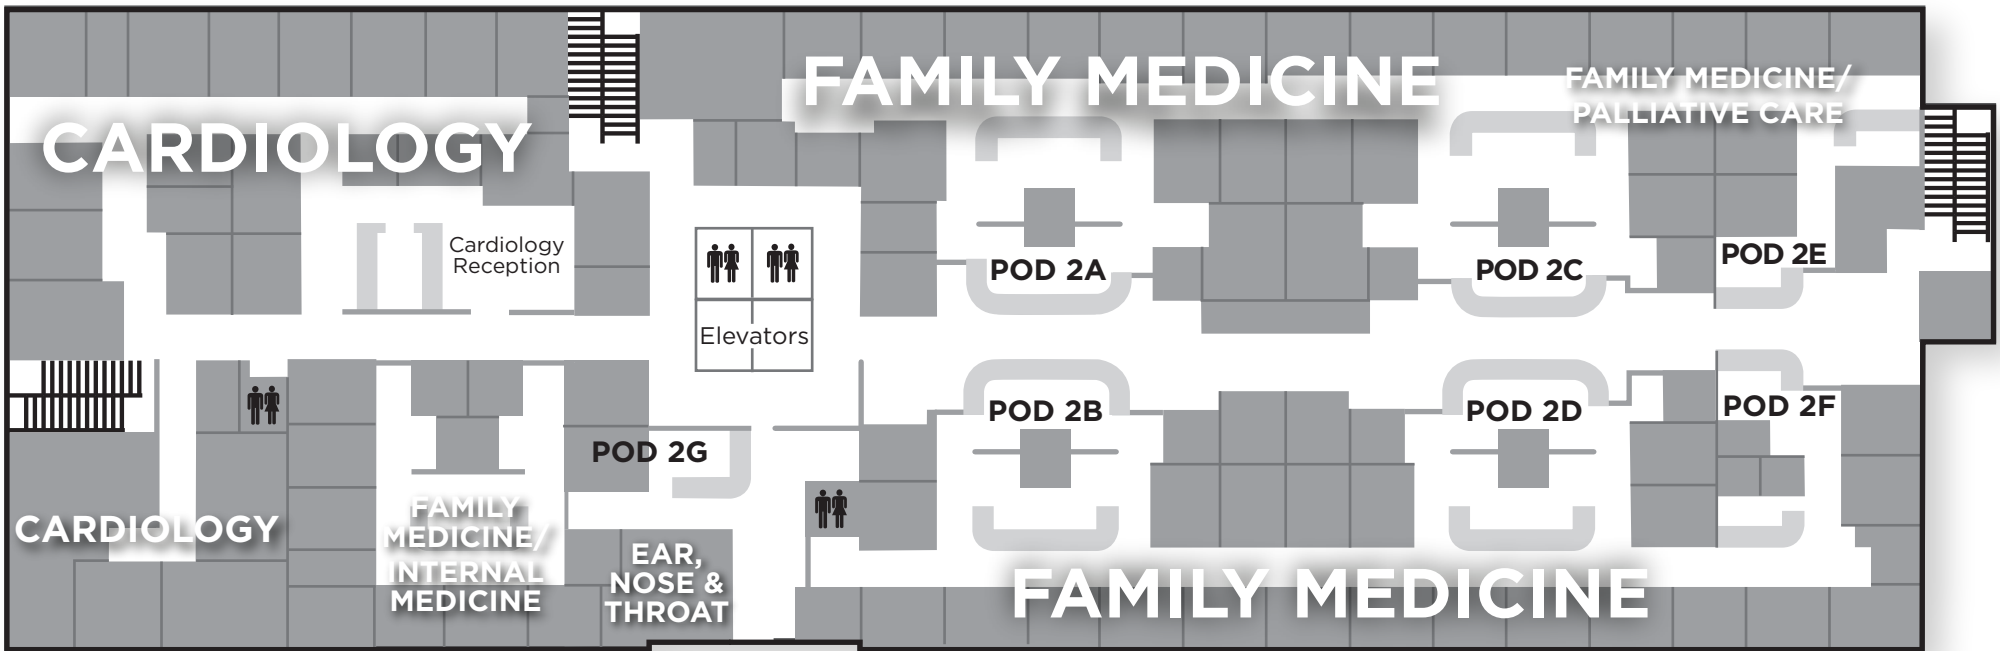 FAMILY MEDICINE
FAMILY MEDICINE/
PALLIATIVE CARE
CARDIOLOGY
Cardiology
Reception
POD 2A
POD 2C
POD 2E
Elevators
POD 2B
POD 2D
POD 2F
POD 2G
CARDIOLOGY
FAMILY
MEDICINE/
INTERNAL
MEDICINE
EAR,
NOSE &
THROAT
FAMILY MEDICINE